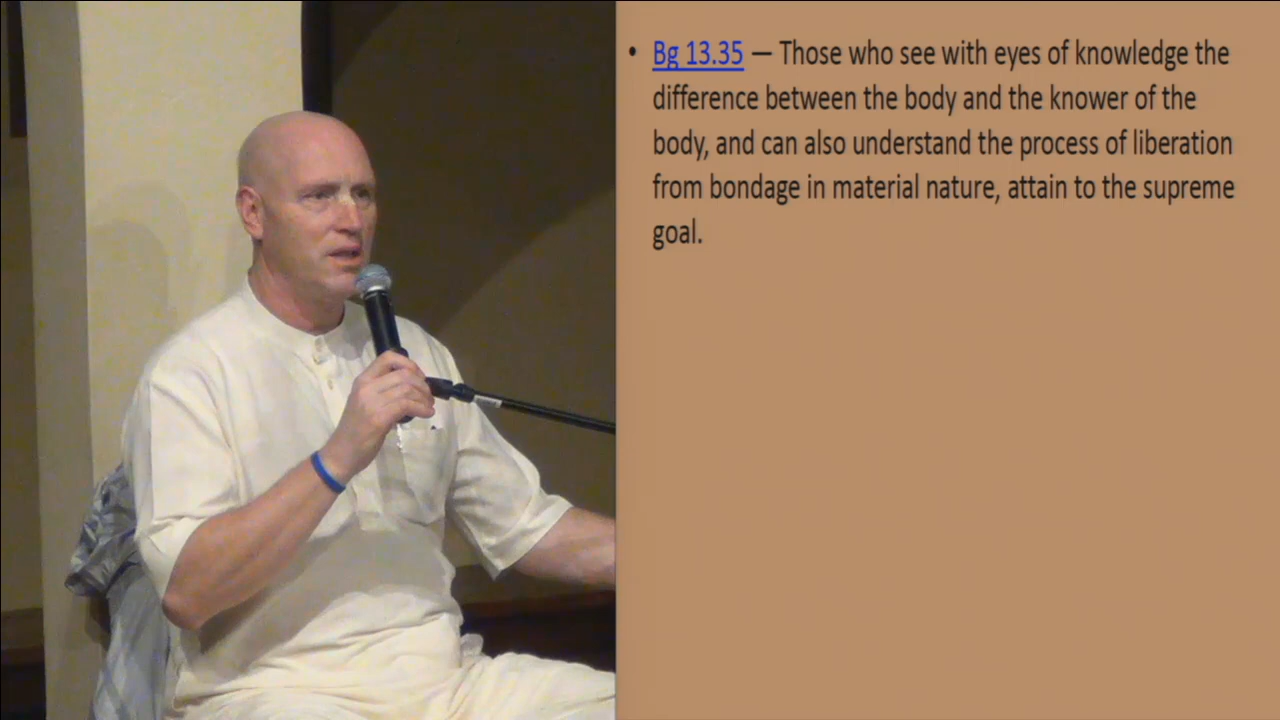 • Bg 13.35 — Those who see with eyes of knowledge the
difference between the body and the knower of the
body, and can also understand the process of liberation
from bondage in material nature, attain to the supreme
goal.